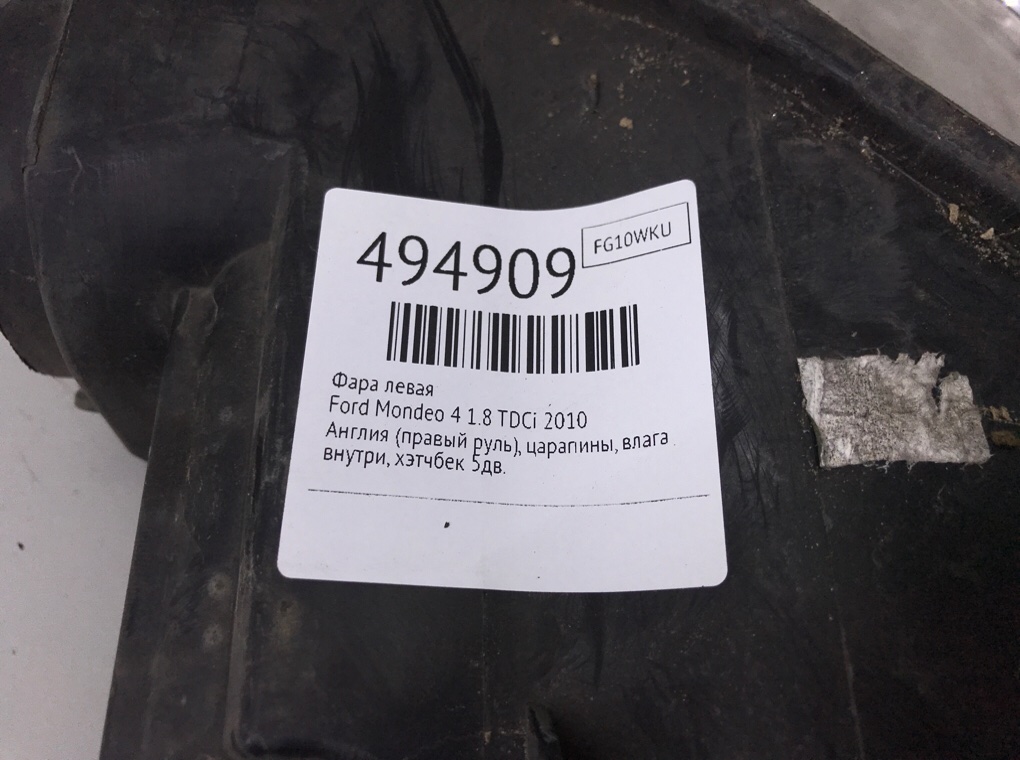 494909
FG10WKU
Фара левая
Ford Mondeo 4 1.8 TDCi 2010
Англия (правый руль), царапины, влага
внутри, хэтчбек 5дв.